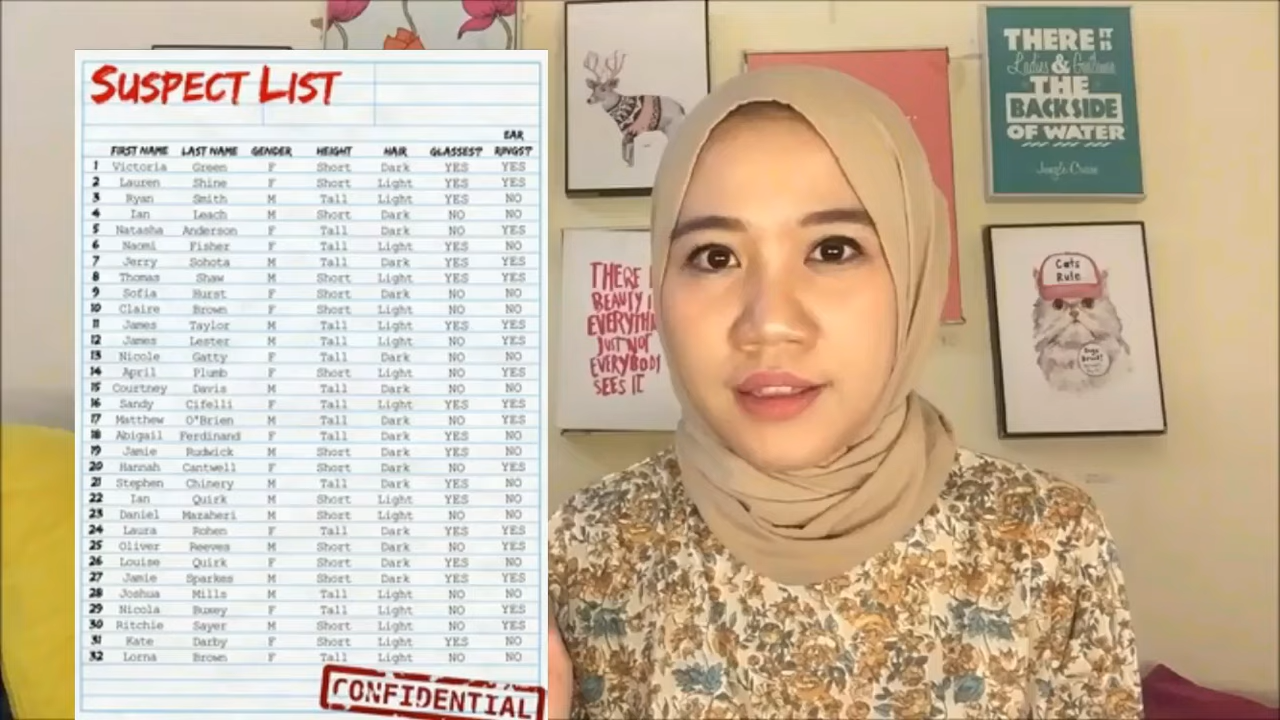 SUSPECT LIST
FIRST NAME LAST NAME GENDER HEIGHT HAIR GLASSES? EAR RINGS?
1 Victoria Green F Short Dark YES YES
2 Lauren Shine F Short Light YES YES
3 Ryan Smith M Tall Light YES NO
4 Ian Leach M Short Dark NO NO
5 Natasha Anderson F Tall Dark NO YES
6 Naomi Fisher F Tall Light YES NO
7 Jerry Sohota M Tall Dark YES YES
8 Thomas Shaw M Short Light YES YES
9 Sofia Hurst F Short Dark NO NO
10 Claire Brown F Short Light NO NO
11 James Taylor M Tall Light YES YES
12 James Lester M Tall Light NO YES
13 Nicole Gatty F Tall Dark NO NO
14 April Plumb F Short Dark YES YES
15 Courtney Davis M Tall Dark NO NO
16 Sandy Cifelli F Tall Light YES YES
17 Matthew O'Brien M Tall Dark NO YES
18 Abigail Ferdinand F Tall Dark YES NO
19 Jamie Rudwick M Short Dark YES NO
20 Hannah Cantwell F Short Dark NO YES
21 Stephen Chinery M Tall Dark YES NO
22 Ian Quirk M Short Light YES NO
23 Daniel Mazaheri M Short Light NO NO
24 Laura Rohen F Tall Dark YES YES
25 Oliver Reeves M Short Dark NO YES
26 Louise Quirk F Short Dark NO NO
27 Jamie Sparkes M Short Dark YES YES
28 Joshua Mills M Tall Light NO NO
29 Nicola Buxey F Tall Light NO YES
30 Ritchie Sayer M Short Light NO YES
31 Kate Darby F Short Light YES NO
32 Lorna Brown F Tall Light NO NO
CONFIDENTIAL
THERE
BEAUTY
JUST NOT
SEES IT
THERE IT IS
Ladies & Gentlemen
THE
BACKSIDE
OF WATER
Jungle Cruise
Cats
Rule